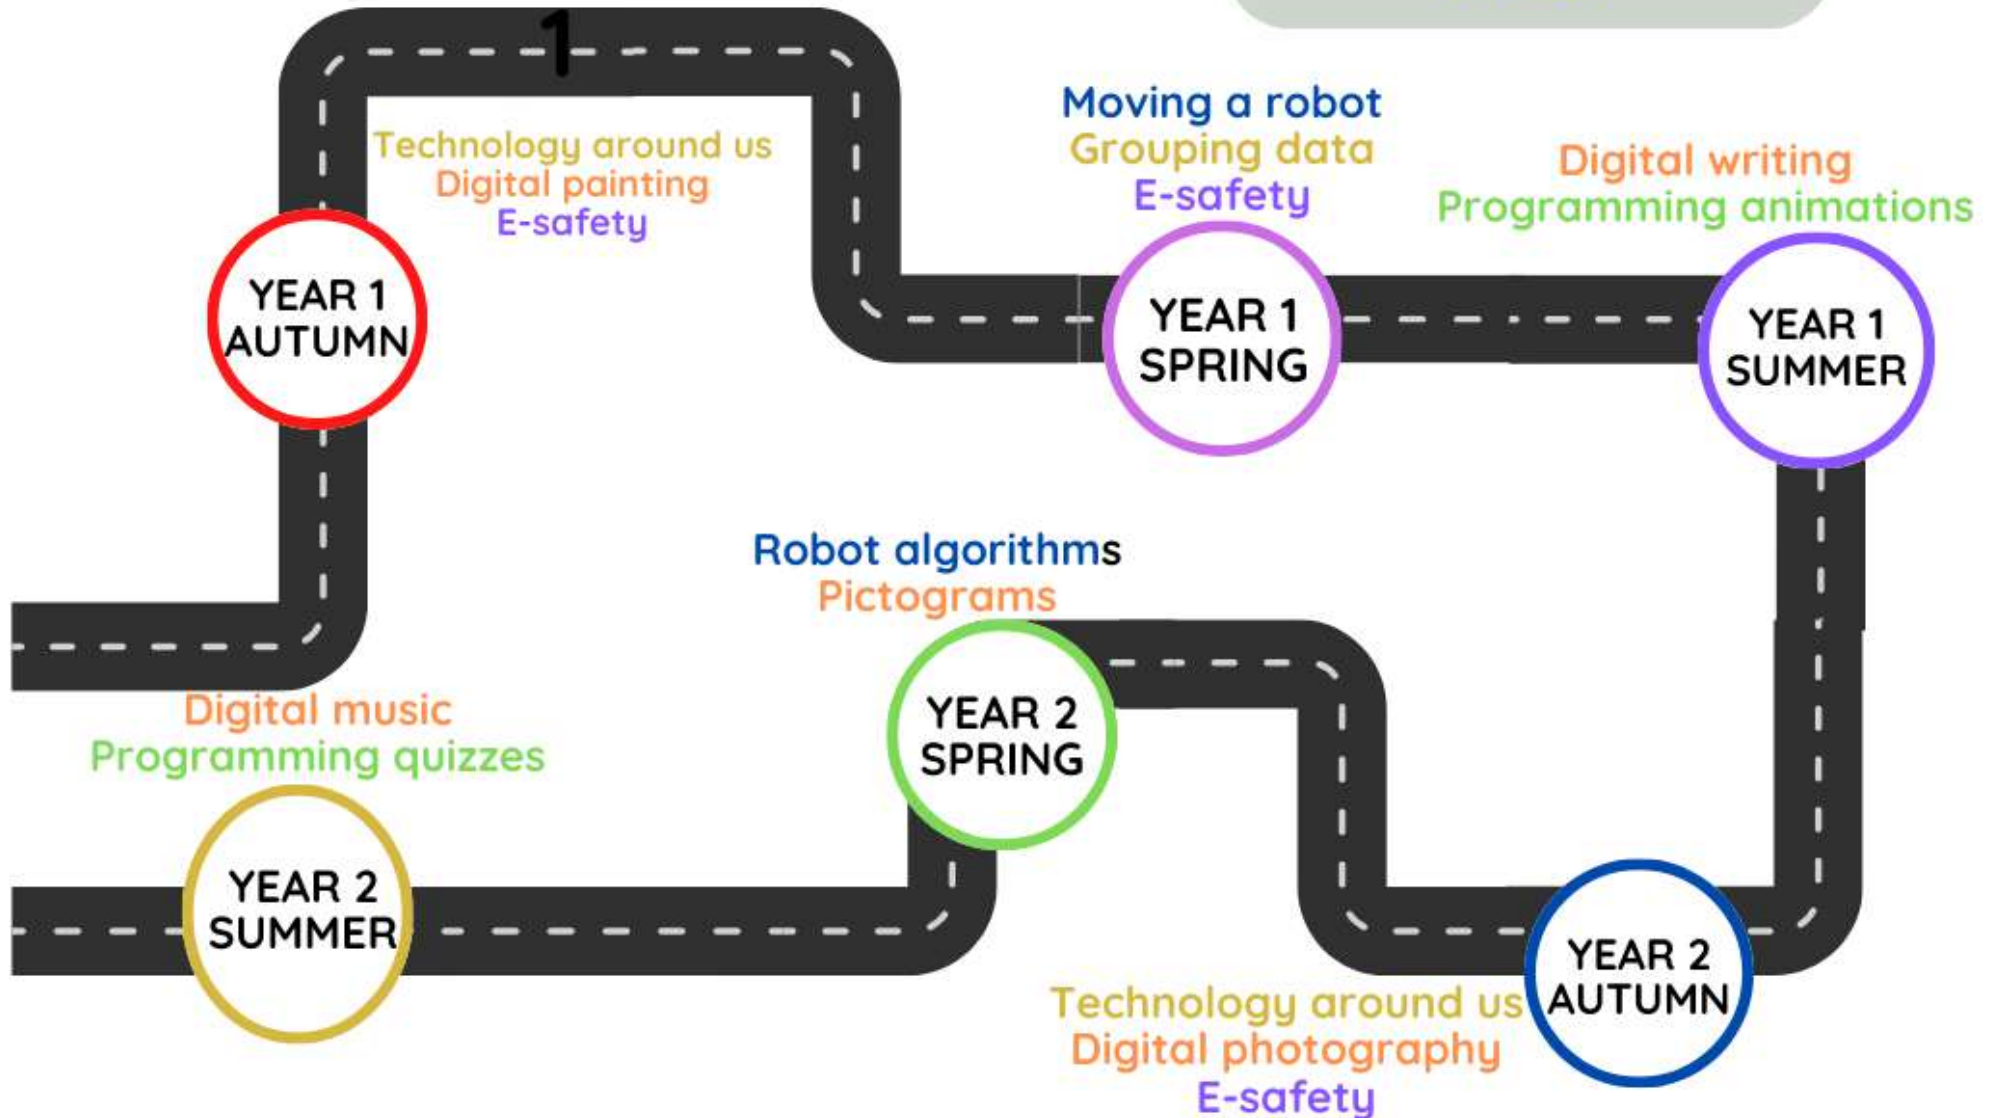 1
Technology around us
Digital painting
E-safety
YEAR 1
AUTUMN
Moving a robot
Grouping data
E-safety
YEAR 1
SPRING
Digital writing
Programming animations
YEAR 1
SUMMER
Robot algorithms
Pictograms
YEAR 2
SPRING
Digital music
Programming quizzes
YEAR 2
SUMMER
YEAR 2
AUTUMN
Technology around us
Digital photography
E-safety